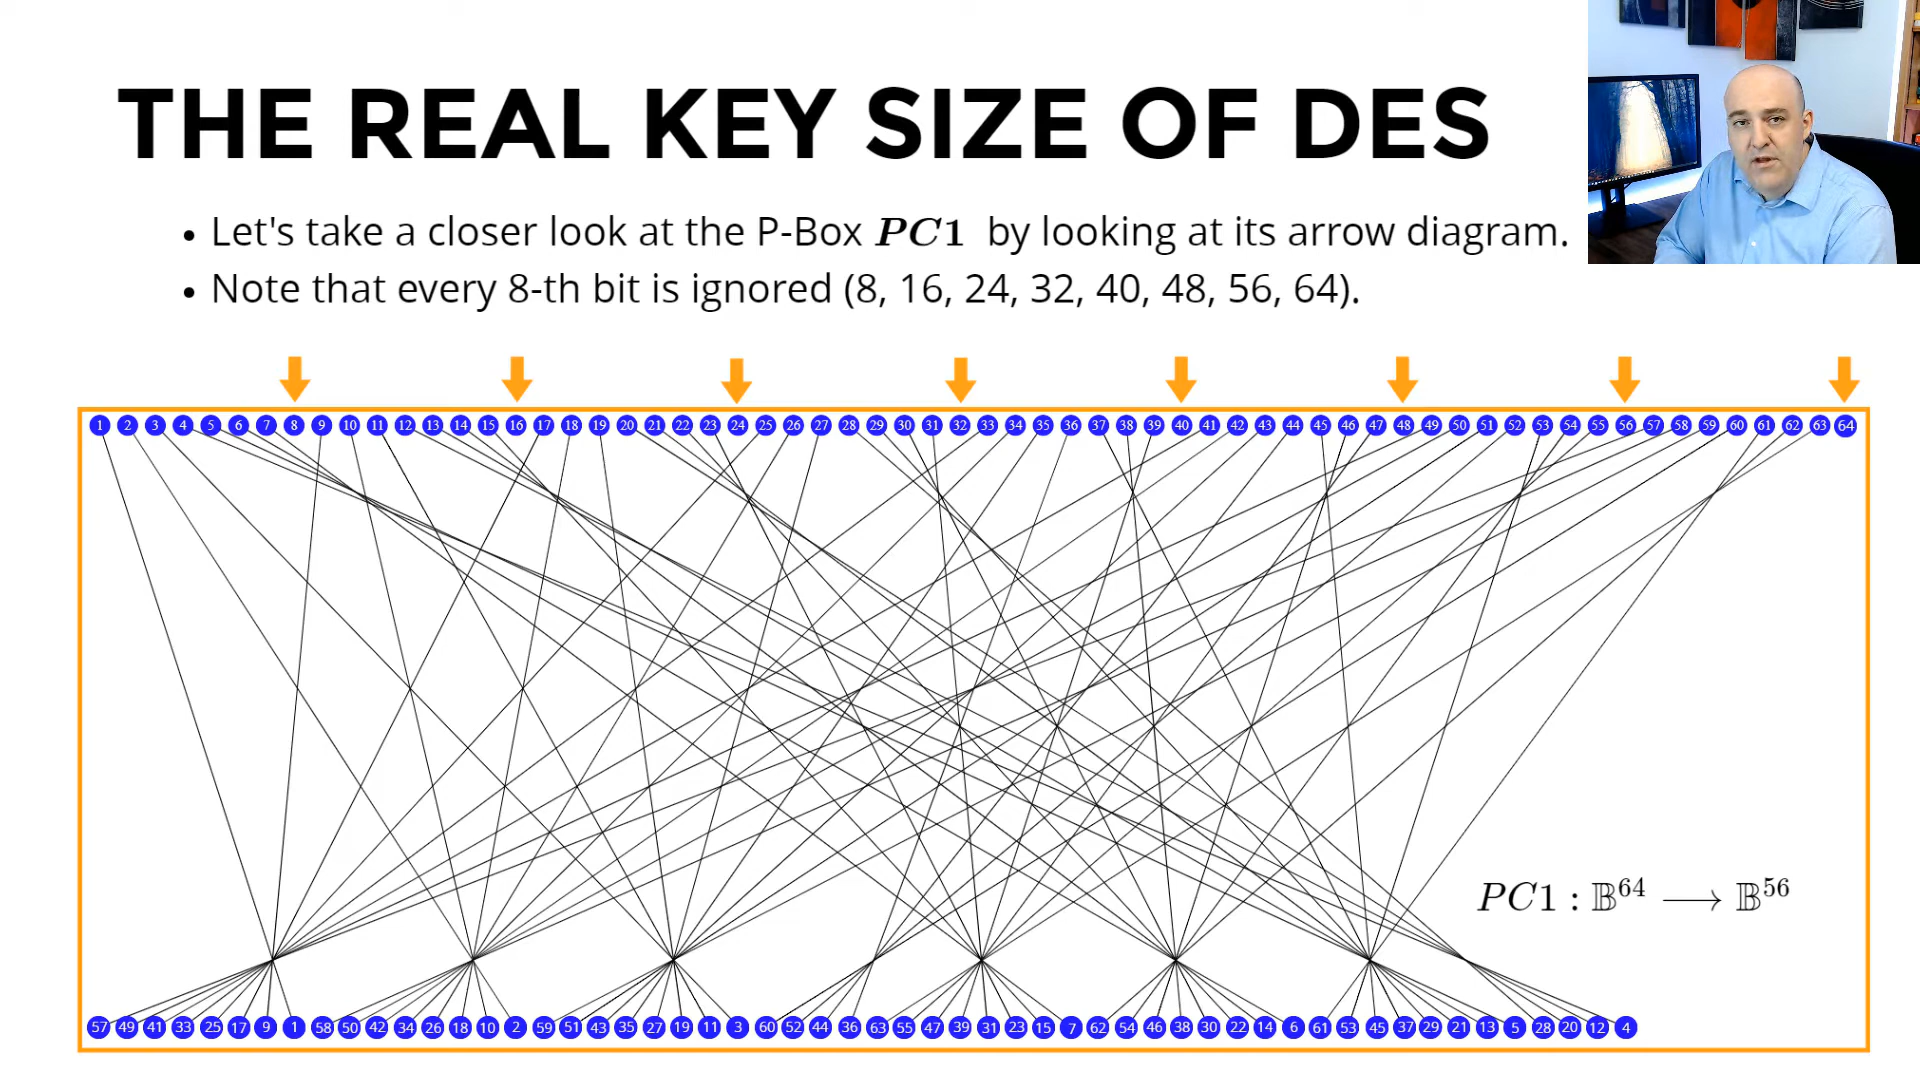 THE REAL KEY SIZE OF DES
• Let's take a closer look at the P-Box PC1 by looking at its arrow diagram.
• Note that every 8-th bit is ignored (8, 16, 24, 32, 40, 48, 56, 64).
1 2 3 4 5 6 7 8 9 10 11 12 13 14 15 16 17 18 19 20 21 22 23 24 25 26 27 28 29 30 31 32 33 34 35 36 37 38 39 40 41 42 43 44 45 46 47 48 49 50 51 52 53 54 55 56 57 58 59 60 61 62 63 64
PC1 : 𝔹⁶⁴ ⟶ 𝔹⁵⁶
57 49 41 33 25 17 9 1 58 50 42 34 26 18 10 2 59 51 43 35 27 19 11 3 60 52 44 36 63 55 47 39 31 23 15 7 62 54 46 38 30 22 14 6 61 53 45 37 29 21 13 5 28 20 12 4